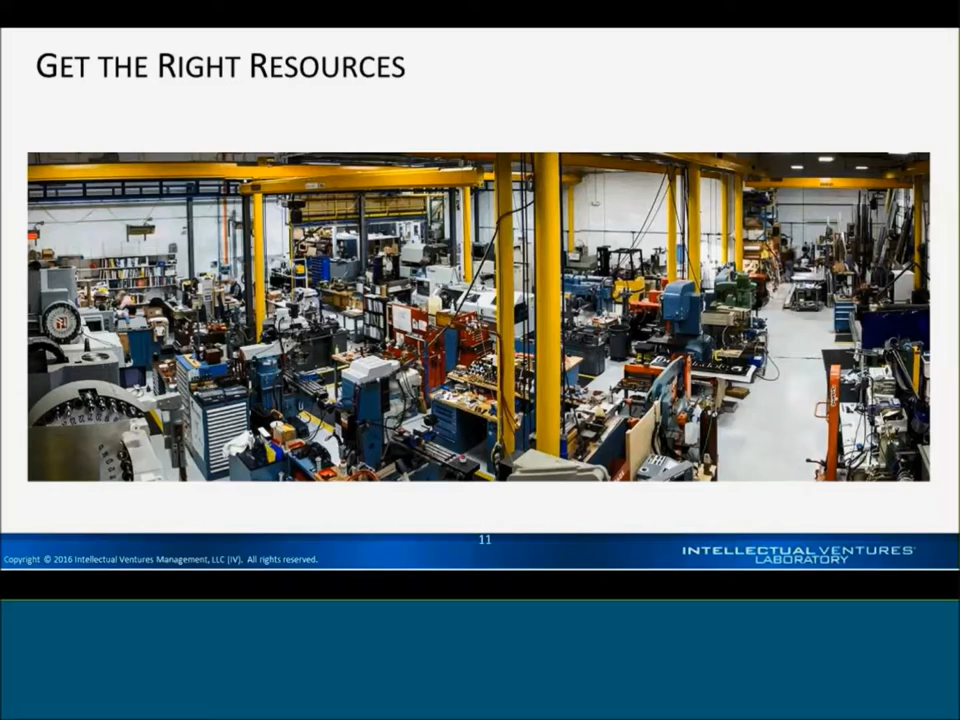 GET THE RIGHT RESOURCES
11
Copyright © 2016 Intellectual Ventures Management, LLC (IV). All rights reserved.
INTELLECTUAL VENTURES®
LABORATORY